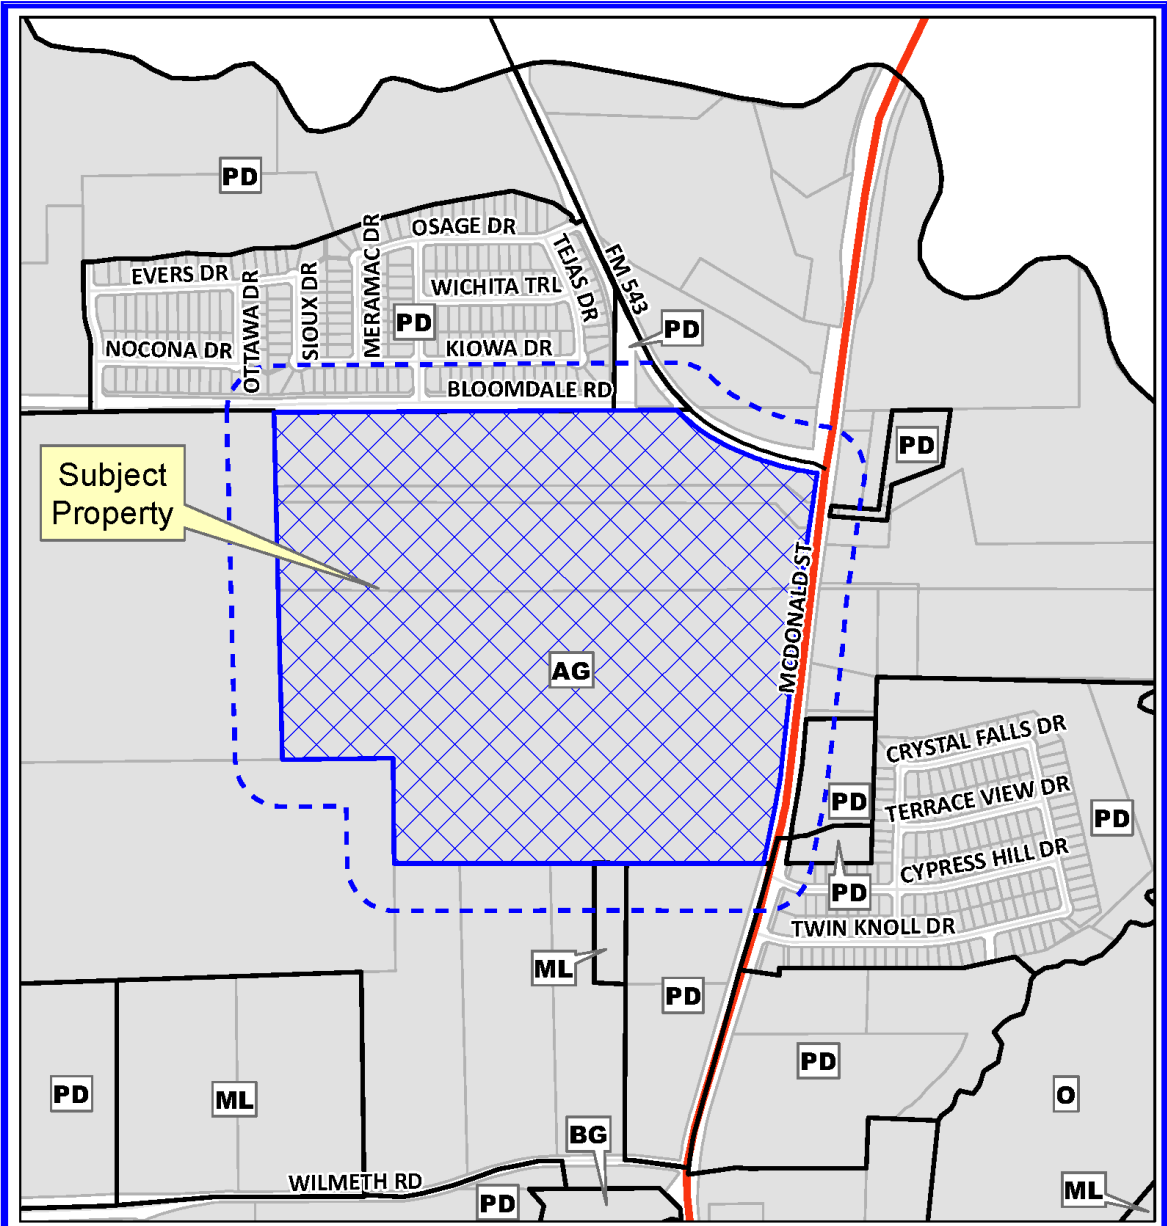 PD
OSAGE DR
MERAMAC DR
EVERS DR
OTTAWA DR
SIOUX DR
TEJAS DR
FM 543
WICHITA TRL
PD
PD
NOCONA DR
KIOWA DR
BLOOMDALE RD
PD
Subject
Property
MCDONALD ST
AG
CRYSTAL FALLS DR
PD
TERRACE VIEW DR
PD
CYPRESS HILL DR
PD
TWIN KNOLL DR
ML
PD
PD
PD
ML
O
BG
WILMETH RD
PD
ML